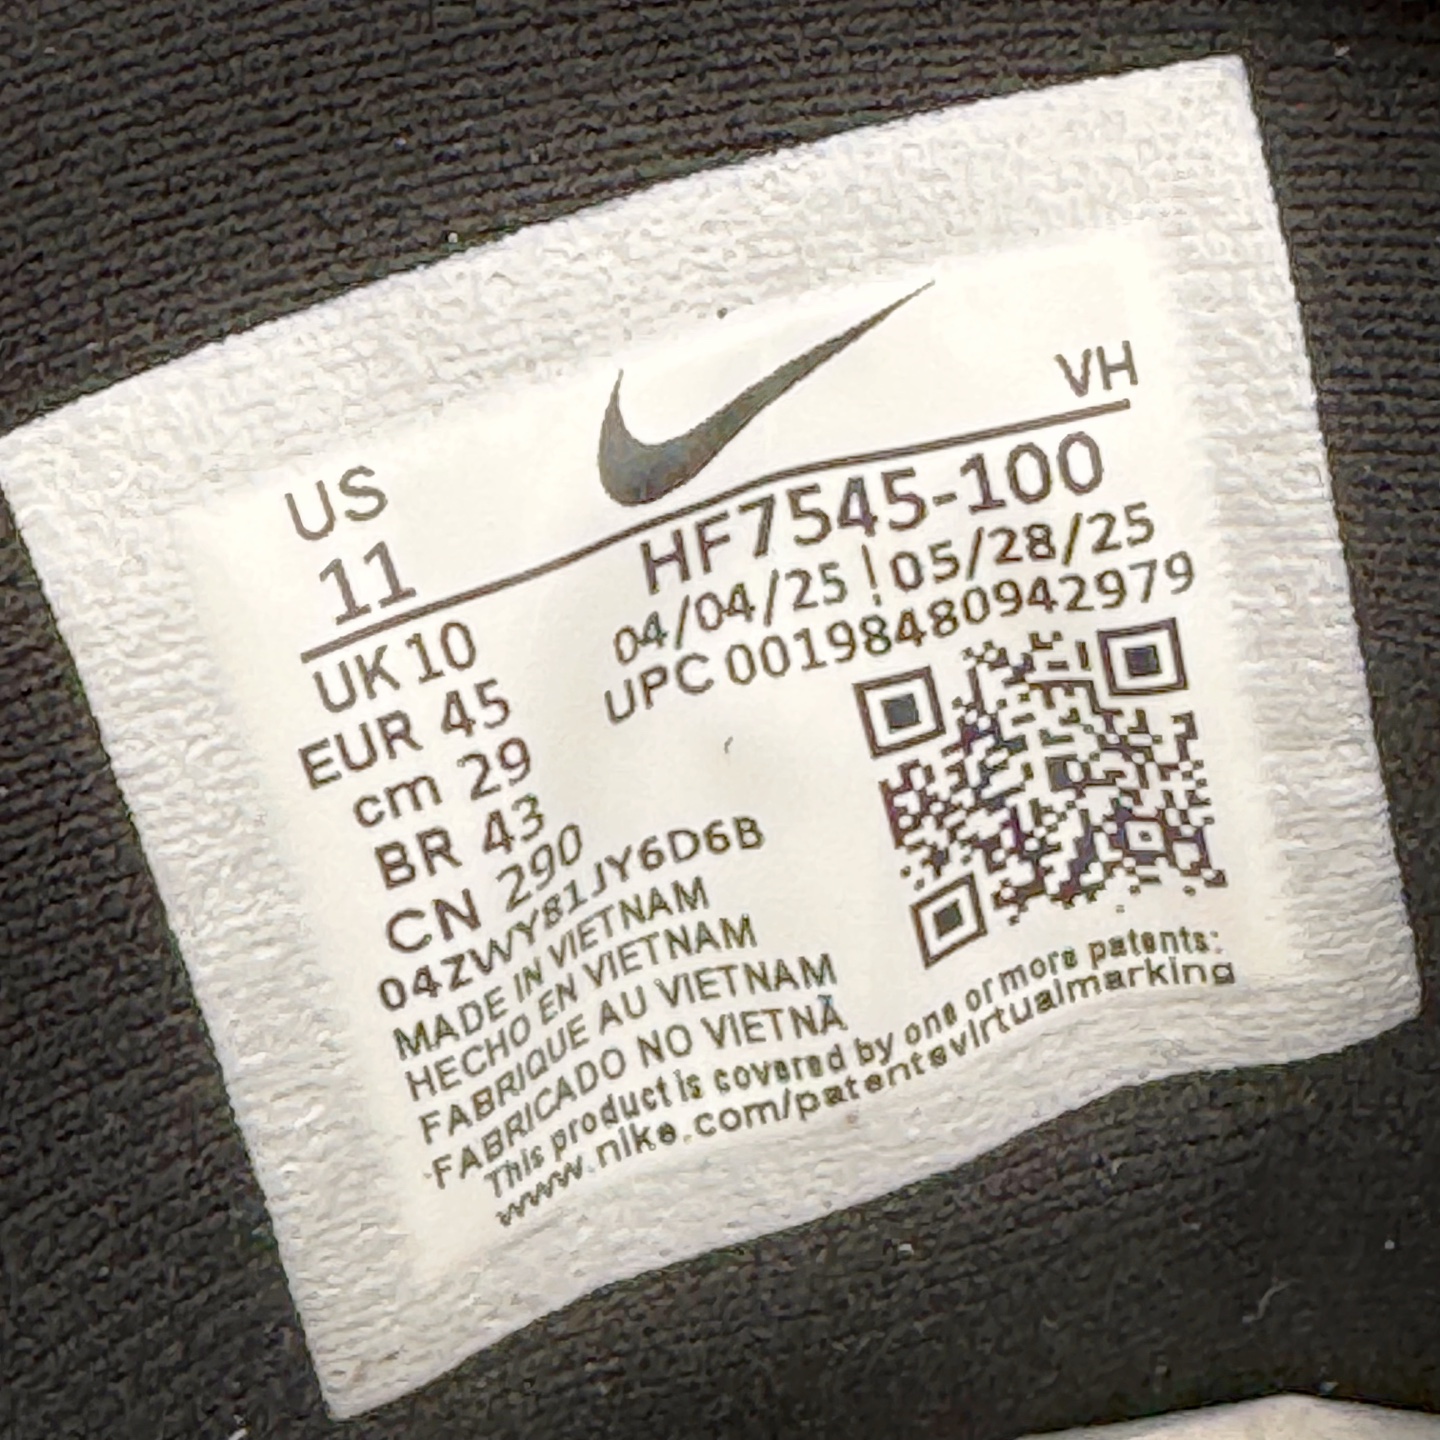 US
11
VH
UK 10
EUR 45
cm 29
BR 43
CN 290
HF7545-100
04/04/25 | 05/28/25
UPC 00198480942979
04ZWY81JY6D6B
MADE IN VIETNAM
HECHO EN VIETNAM
FABRIQUE AU VIETNAM
FABRICADO NO VIETNÃ
This product is covered by one or more patents:
www.nike.com/patentsvirtualmarking